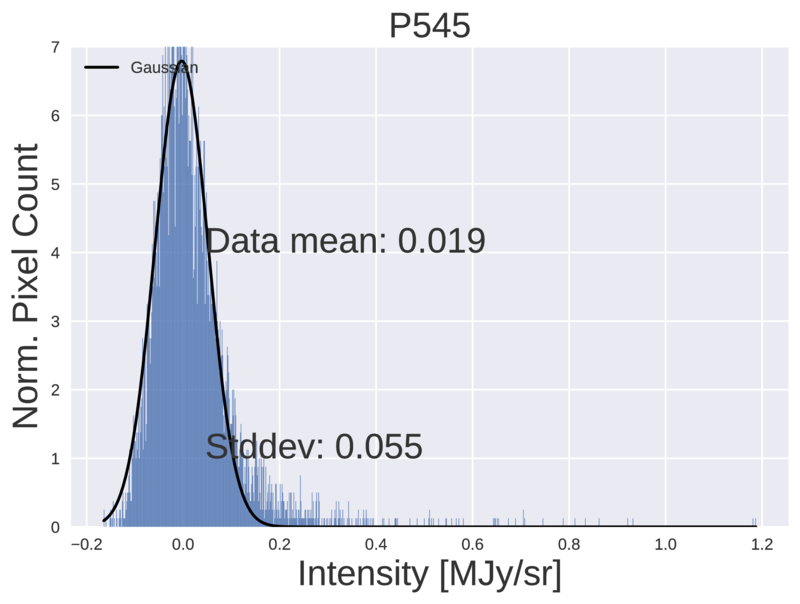 P545
7
Gaussian
6
5
Data mean: 0.019
4
3
2
Stddev: 0.055
1
0
−0.2 0.0 0.2 0.4 0.6 0.8 1.0 1.2
Intensity [MJy/sr]
Norm. Pixel Count